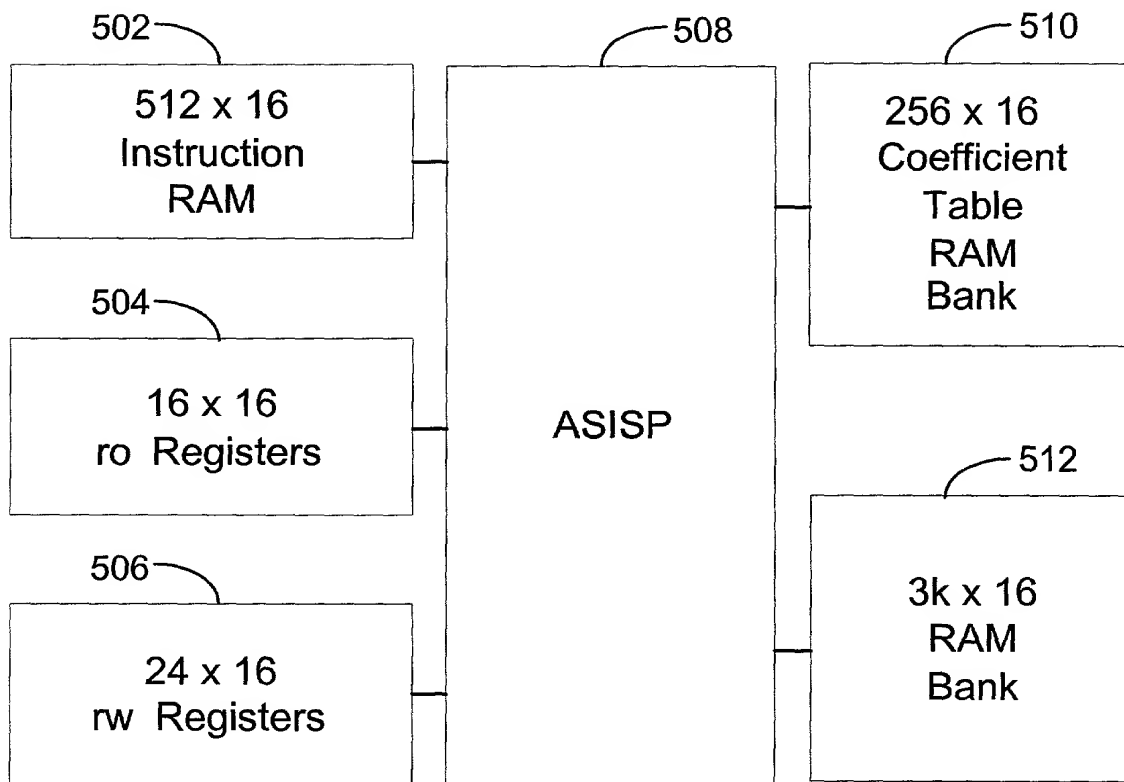 502
512 x 16
Instruction
RAM
504
16 x 16
ro Registers
506
24 x 16
rw Registers
508
ASISP
510
256 x 16
Coefficient
Table
RAM
Bank
512
3k x 16
RAM
Bank